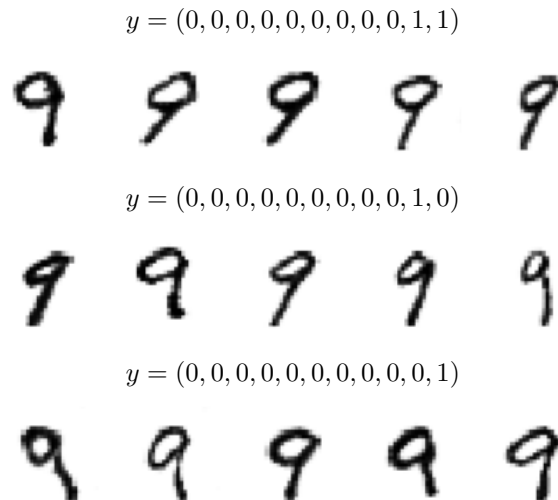 y = (0, 0, 0, 0, 0, 0, 0, 0, 0, 1, 1)
9 9 9 9 9
y = (0, 0, 0, 0, 0, 0, 0, 0, 0, 1, 0)
9 9 9 9 9
y = (0, 0, 0, 0, 0, 0, 0, 0, 0, 0, 1)
9 9 9 9 9